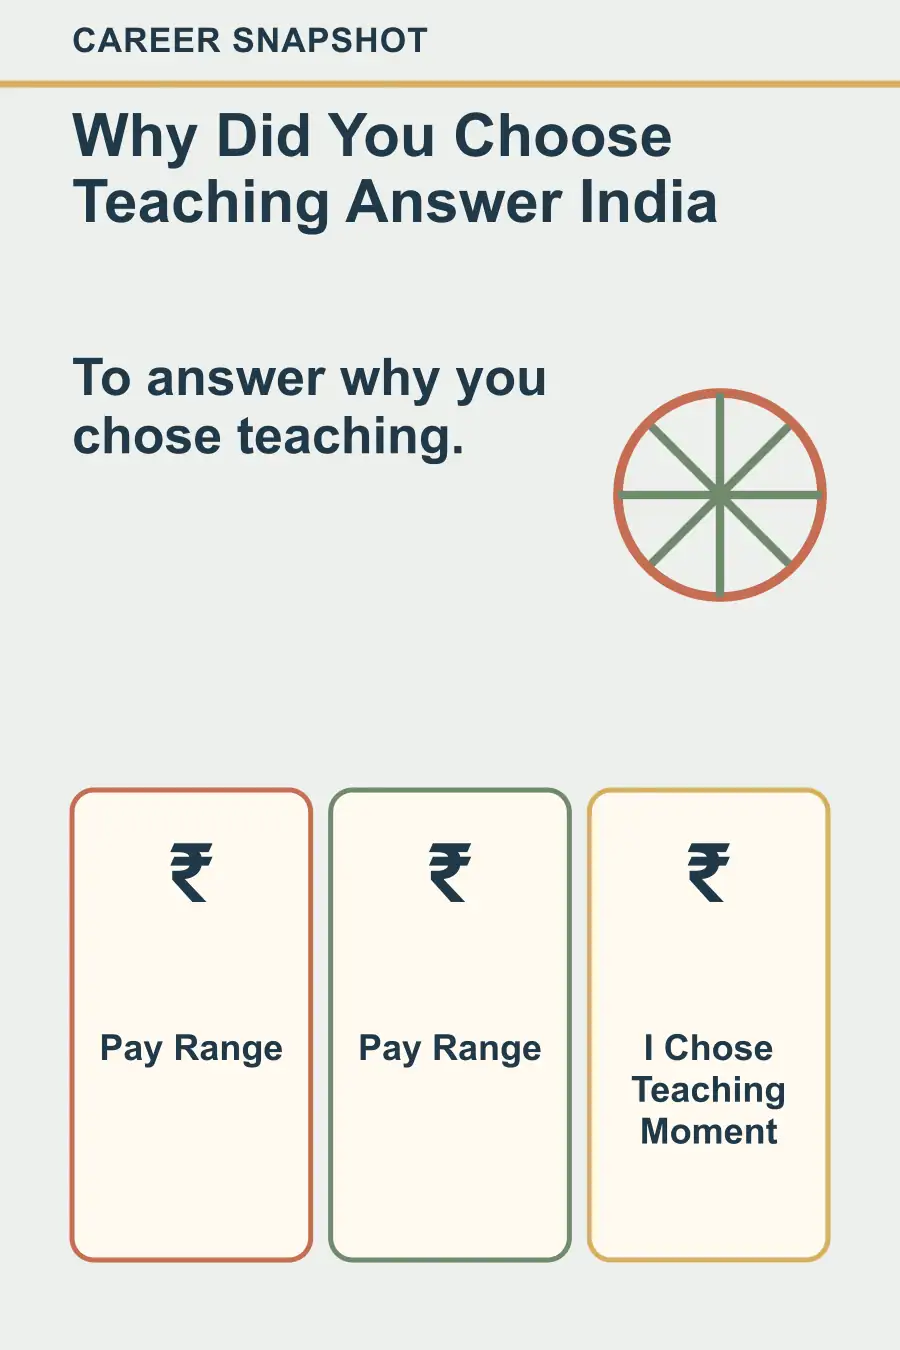 CAREER SNAPSHOT
Why Did You Choose
Teaching Answer India
To answer why you
chose teaching.
₹
Pay Range
₹
Pay Range
₹
I Chose
Teaching
Moment